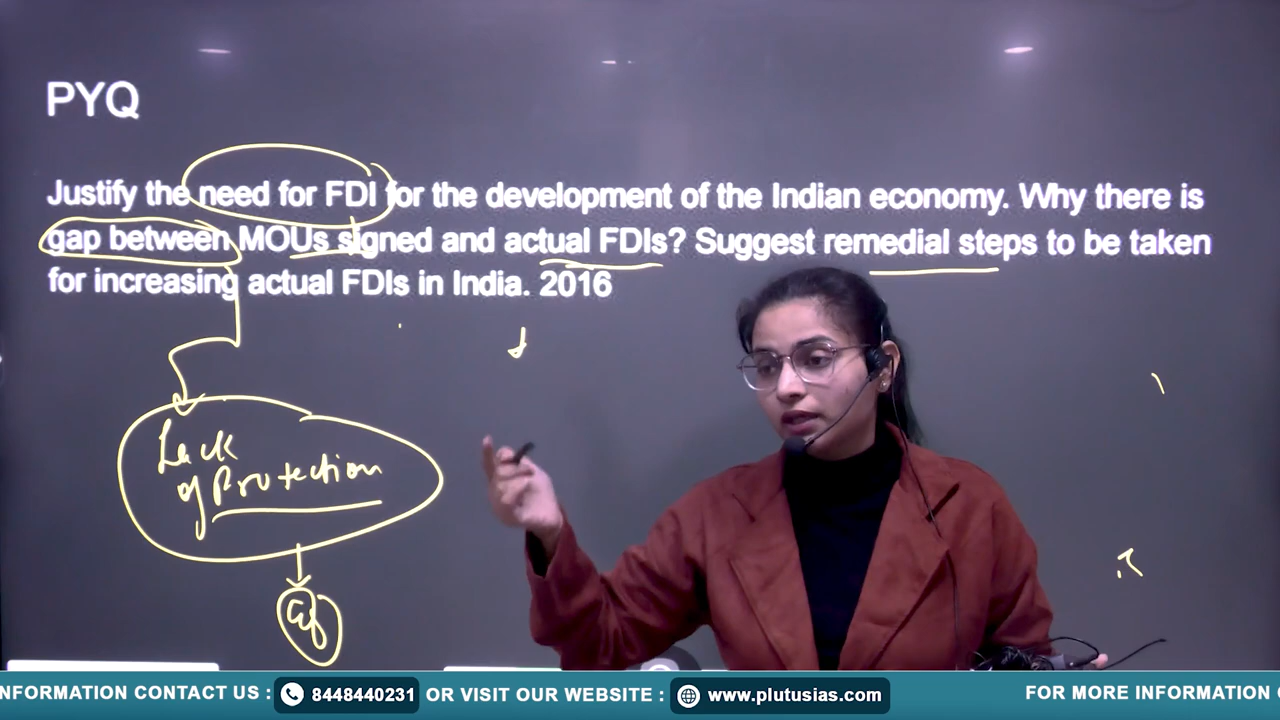 PYQ
Justify the need for FDI for the development of the Indian economy. Why there is
gap between MOUs signed and actual FDIs? Suggest remedial steps to be taken
for increasing actual FDIs in India. 2016
Lack
of Protection
NFORMATION CONTACT US : 8448440231 OR VISIT OUR WEBSITE : www.plutusias.com FOR MORE INFORMATION